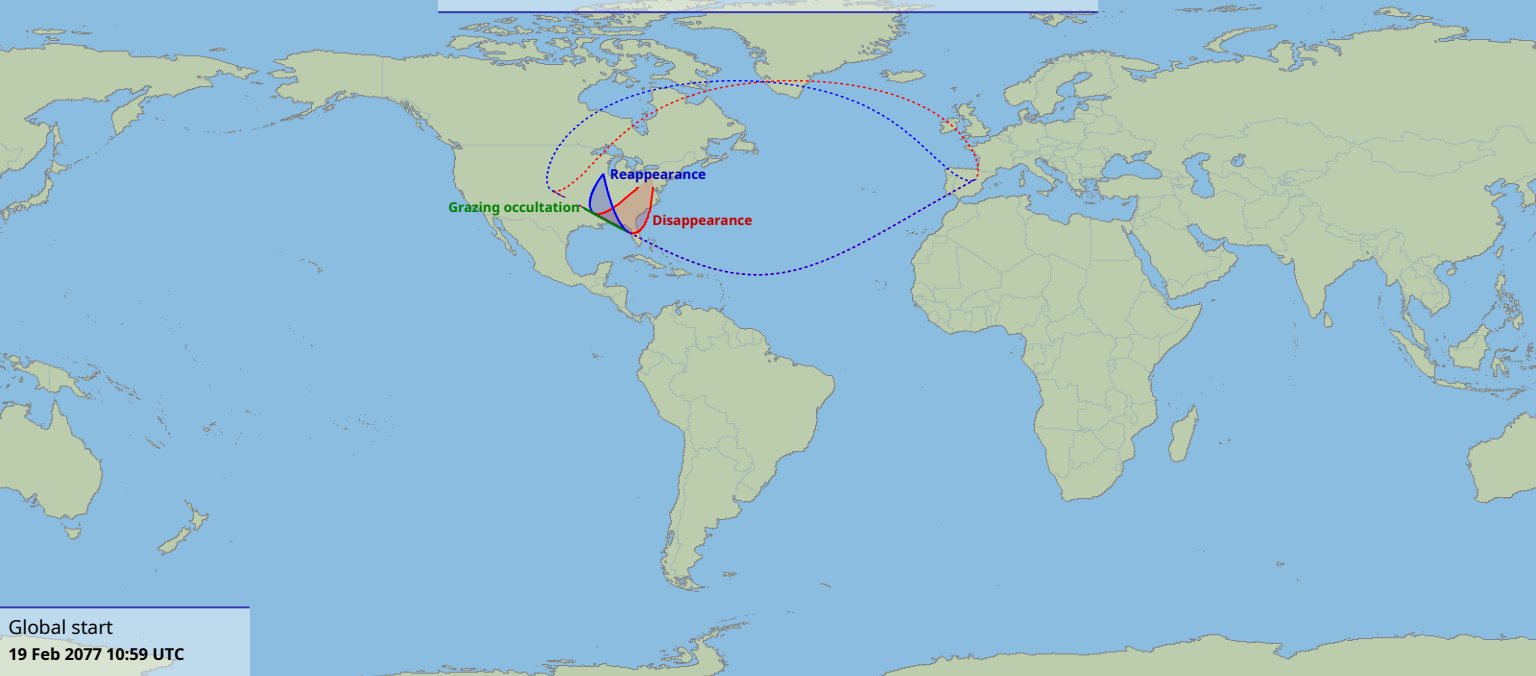 Reappearance
Grazing occultation
Disappearance
Global start
19 Feb 2077 10:59 UTC